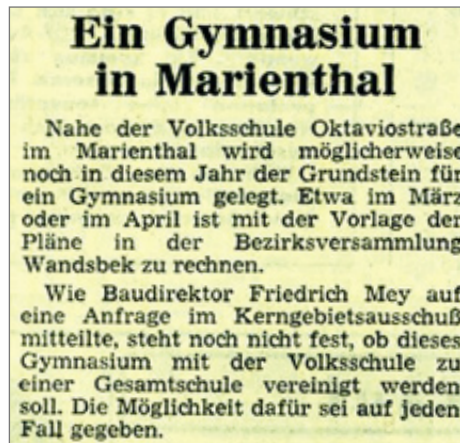 Ein Gymnasium
in Marienthal
Nahe der Volksschule Oktaviostraße
im Marienthal wird möglicherweise
noch in diesem Jahr der Grundstein für
ein Gymnasium gelegt. Etwa im März
oder im April ist mit der Vorlage der
Pläne in der Bezirksversammlung
Wandsbek zu rechnen.
Wie Baudirektor Friedrich Mey auf
eine Anfrage im Kerngebietsausschuß
mitteilte, steht noch nicht fest, ob dieses
Gymnasium mit der Volksschule zu
einer Gesamtschule vereinigt werden
soll. Die Möglichkeit dafür sei auf jeden
Fall gegeben.